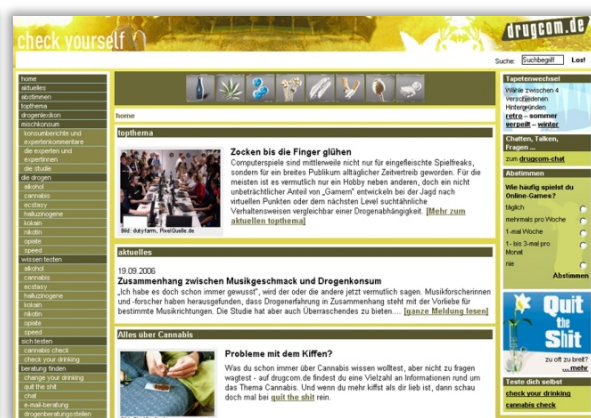 check yourself
drugcom.de
Suche: Suchbegriff Los!
home
aktuelles
abstimmen
topthema
drogenlexikon
mischkonsum
konsumberichte und
expertenkommentare
die experten und
expertinnen
die studie
die drogen
alkohol
cannabis
ecstasy
halluzinogene
kokain
nikotin
opiate
speed
wissen testen
alkohol
cannabis
ecstasy
halluzinogene
kokain
nikotin
opiate
speed
sich testen
cannabis check
check your drinking
beratung finden
change your drinking
quit the shit
chat
e-mail-beratung
drogenberatungsstellen
home
topthema
Zocken bis die Finger glühen
Computerspiele sind mittlerweile nicht nur für eingefleischte Spielfreaks,
sondern für ein breites Publikum alltäglicher Zeitvertreib geworden. Für die
meisten ist es vermutlich nur ein Hobby neben anderen, doch ein nicht
unbeträchtlicher Anteil von „Gamern" entwickeln bei der Jagd nach
virtuellen Punkten oder dem nächsten Level suchtähnliche
Verhaltensweisen vergleichbar einer Drogenabhängigkeit. [Mehr zum
aktuellen topthema]
Bild: dutyfarm, PixelQuelle.de
aktuelles
19.09.2006
Zusammenhang zwischen Musikgeschmack und Drogenkonsum
„Ich habe es doch schon immer gewusst", wird der oder die andere jetzt vermutlich sagen. Musikforscherinnen
und -forscher haben herausgefunden, dass Drogenerfahrung in Zusammenhang steht mit der Vorliebe für
bestimmte Musikrichtungen. Die Studie hat aber auch Überraschendes zu bieten.... [ganze Meldung lesen]
Alles über Cannabis
Probleme mit dem Kiffen?
Was du schon immer über Cannabis wissen wolltest, aber nicht zu fragen
wagtest - auf drugcom.de findest du eine Vielzahl an Informationen rund um
das Thema Cannabis. Und wenn du mehr kiffst als dir lieb ist, dann schau
doch mal bei quit the shit rein.
Tapetenwechsel
Wähle zwischen 4
verschiedenen
Hintergründen
retro – sommer
verpeilt – winter
Chatten, Talken,
Fragen ...
zum drugcom-chat
Abstimmen
Wie häufig spielst du
Online-Games?
täglich
mehrmals pro Woche
1-mal Woche
1- bis 3-mal pro
Monat
nie
Abstimmen
Quit
the
Shit
zu oft zu breit?
... mehr
Teste dich selbst
check your drinking
cannabis check